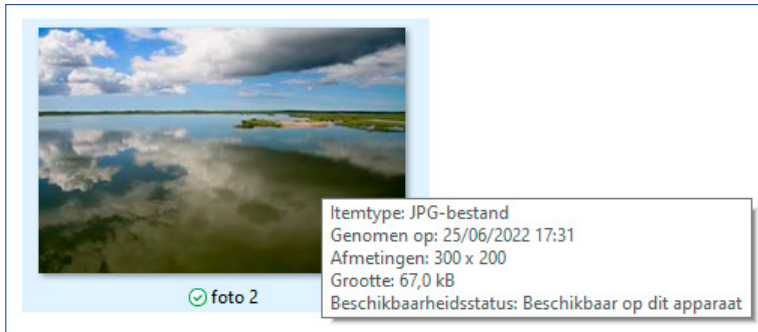 Itemtype: JPG-bestand
Genomen op: 25/06/2022 17:31
Afmetingen: 300 x 200
Grootte: 67,0 kB
Beschikbaarheidsstatus: Beschikbaar op dit apparaat
foto 2